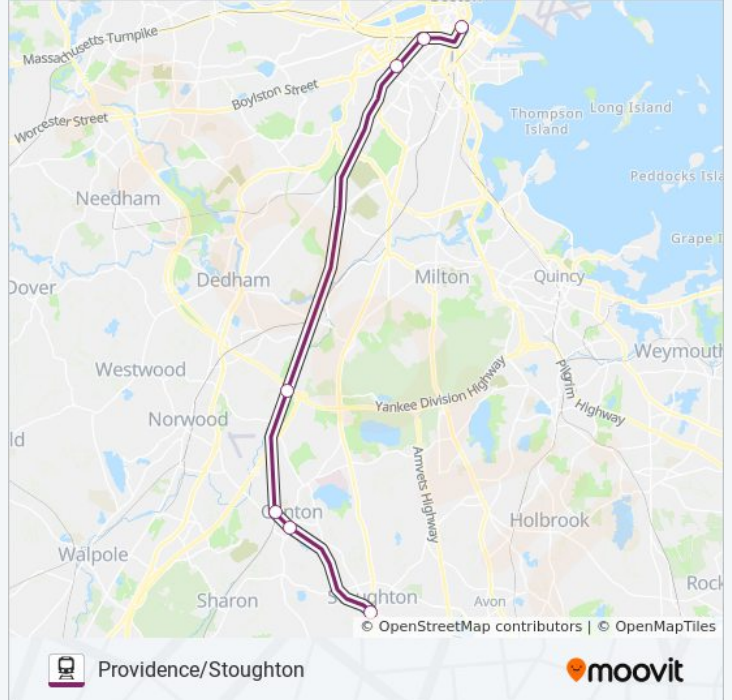 Massachusetts Turnpike
Boylston Street
Worcester Street
Thompson
Island
Long Island
Needham
Peddocks Isla
Grape I
Dedham
Milton
Quincy
Dover
Weymouth
Westwood
Pilgrim
Highway
Yankee Division Highway
Norwood
ld
Amvets Highway
Canton
Holbrook
Walpole
Rock
Sharon
Stoughton
Avon
© OpenStreetMap contributors | © OpenMapTiles
Providence/Stoughton
moovit